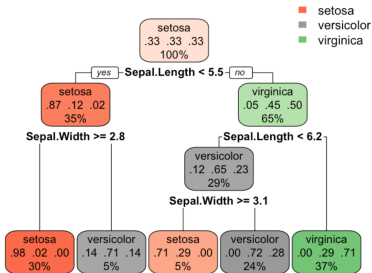 setosa
versicolor
virginica
setosa
.33 .33 .33
100%
yes Sepal.Length < 5.5 no
setosa
.87 .12 .02
35%
virginica
.05 .45 .50
65%
Sepal.Width >= 2.8
Sepal.Length < 6.2
versicolor
.12 .65 .23
29%
Sepal.Width >= 3.1
setosa
.98 .02 .00
30%
versicolor
.14 .71 .14
5%
setosa
.71 .29 .00
5%
versicolor
.00 .72 .28
24%
virginica
.00 .29 .71
37%